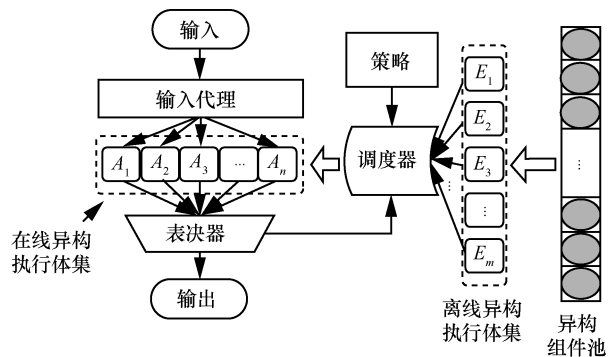 输入
策略
输入代理
A1 A2 A3 ... An
调度器
E1
E2
E3
⋮
⋮
Em
⋮
表决器
在线异构
执行体集
输出
离线异构
执行体集
异构
组件池